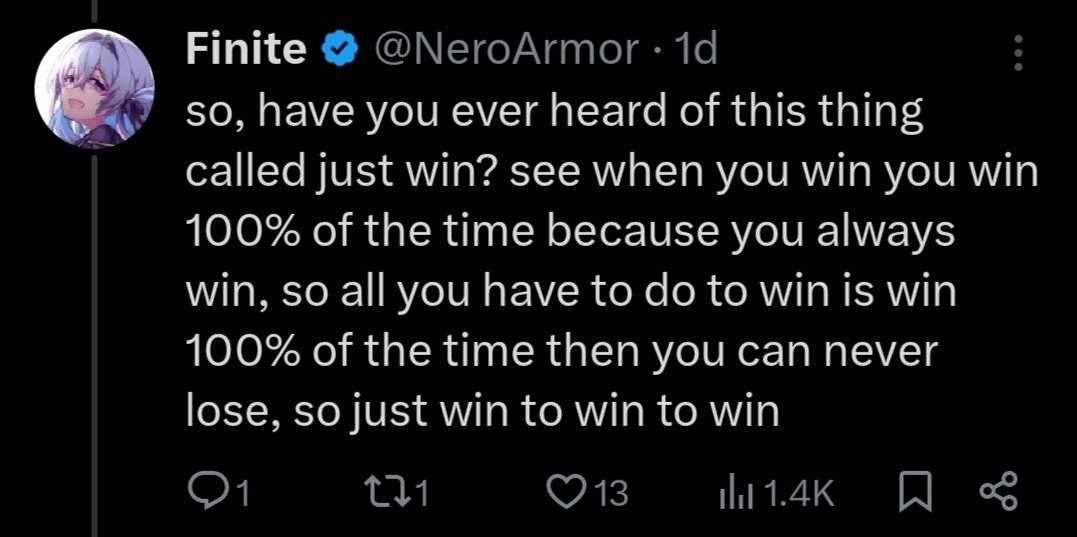 Finite @NeroArmor · 1d
so, have you ever heard of this thing
called just win? see when you win you win
100% of the time because you always
win, so all you have to do to win is win
100% of the time then you can never
lose, so just win to win to win
1 1 13 1.4K